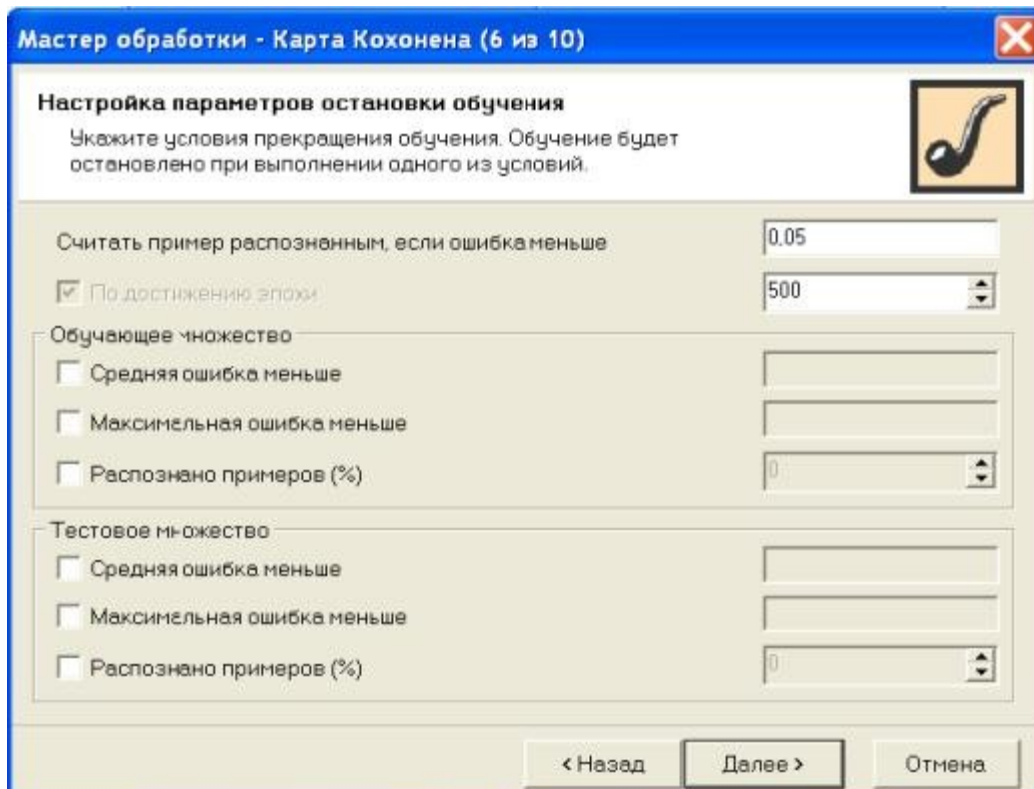 Мастер обработки - Карта Кохонена (6 из 10)
Настройка параметров остановки обучения
Укажите условия прекращения обучения. Обучение будет
остановлено при выполнении одного из условий.
Считать пример распознанным, если ошибка меньше 0,05
По достижению эпохи 500
Обучающее множество
Средняя ошибка меньше
Максимальная ошибка меньше
Распознано примеров (%) 0
Тестовое множество
Средняя ошибка меньше
Максимальная ошибка меньше
Распознано примеров (%) 0
< Назад Далее > Отмена